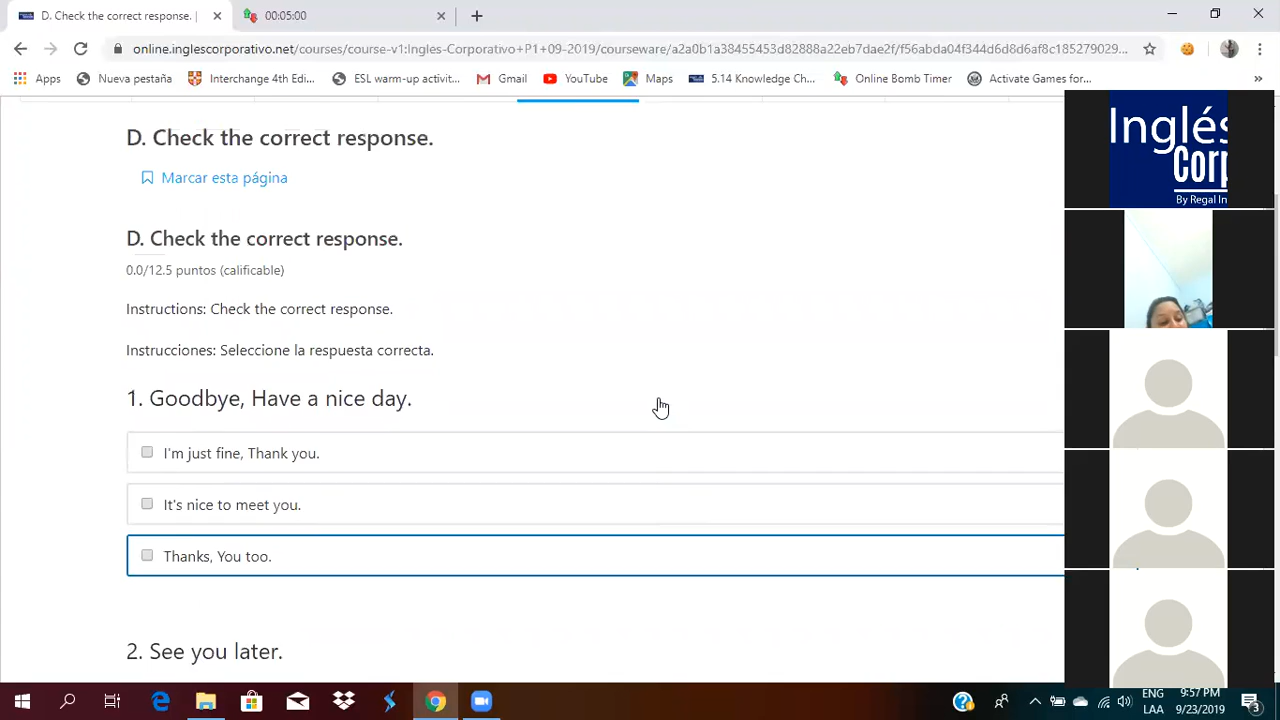 D. Check the correct response. |
00:05:00
online.inglescorporativo.net/courses/course-v1:Ingles-Corporativo+P1+09-2019/courseware/a2a0b1a38455453d82888a22eb7dae2f/f56abda04f344d6d8d6af8c185279029...
Apps
Nueva pestaña
Interchange 4th Edi...
ESL warm-up activit...
Gmail
YouTube
Maps
5.14 Knowledge Ch...
Online Bomb Timer
Activate Games for...
D. Check the correct response.
Marcar esta página
D. Check the correct response.
0.0/12.5 puntos (calificable)
Instructions: Check the correct response.
Instrucciones: Seleccione la respuesta correcta.
1. Goodbye, Have a nice day.
I'm just fine, Thank you.
It's nice to meet you.
Thanks, You too.
2. See you later.
Inglés
Corp
By Regal In
ENG
LAA
9:57 PM
9/23/2019
3